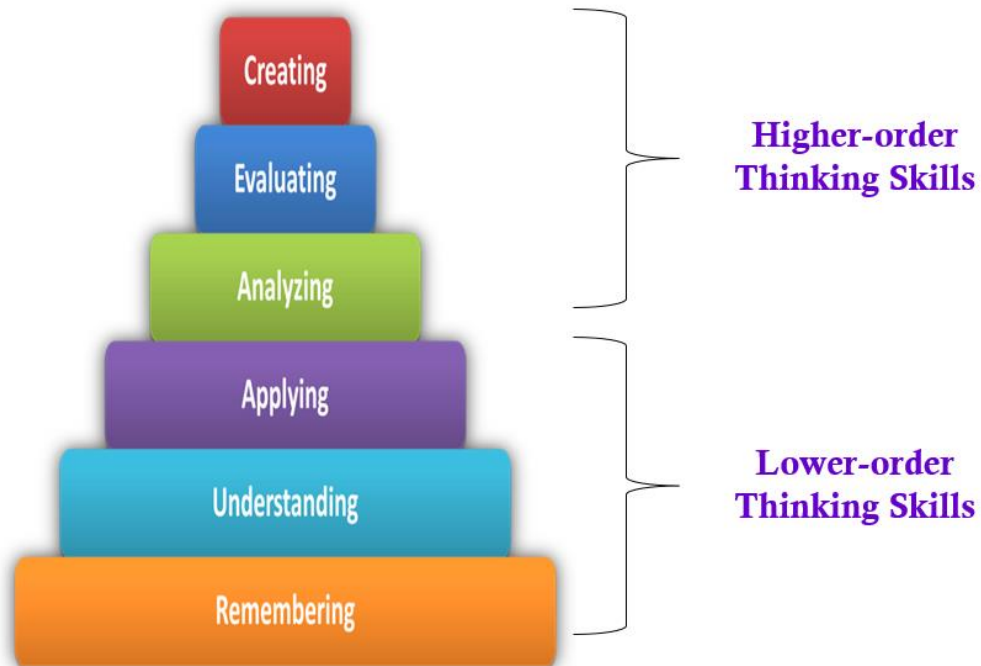 Creating
Evaluating
Analyzing
Applying
Understanding
Remembering
Higher-order
Thinking Skills
Lower-order
Thinking Skills